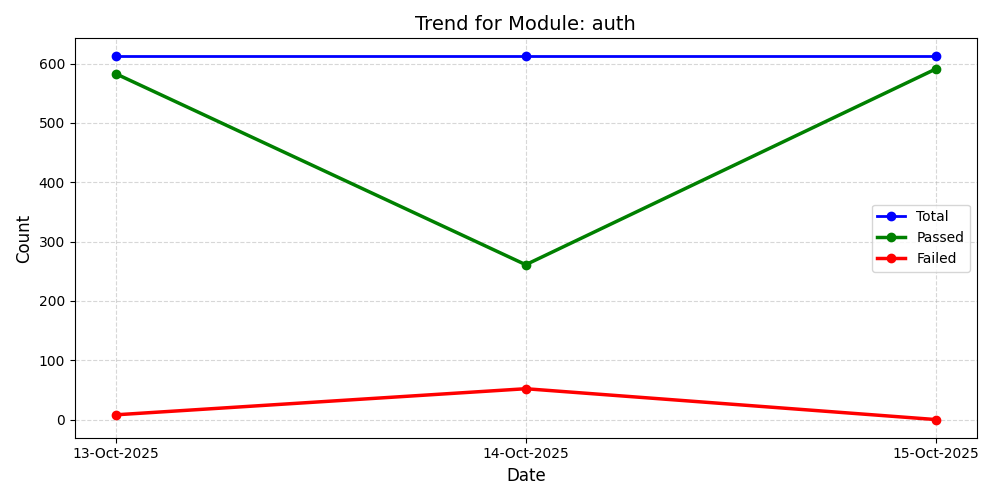 Trend for Module: auth
600
500
400
300
200
100
0
Count
Total
Passed
Failed
13-Oct-2025
14-Oct-2025
15-Oct-2025
Date